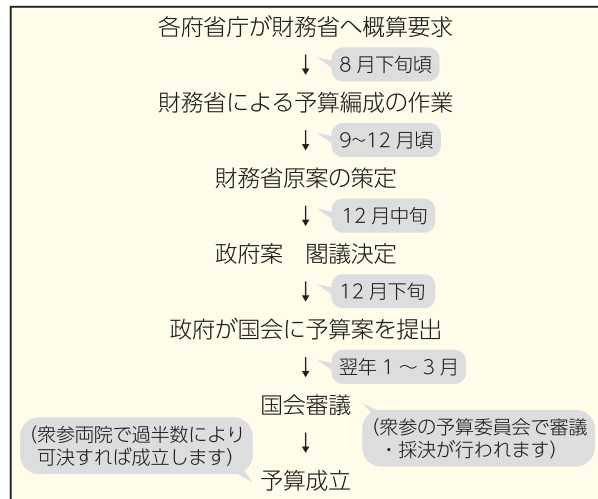 各府省庁が財務省へ概算要求
↓ 8月下旬頃
財務省による予算編成の作業
↓ 9~12月頃
財務省原案の策定
↓ 12月中旬
政府案　閣議決定
↓ 12月下旬
政府が国会に予算案を提出
↓ 翌年1～3月
国会審議
(衆参の予算委員会で審議
・採決が行われます)
↓
(衆参両院で過半数により
可決すれば成立します)
予算成立